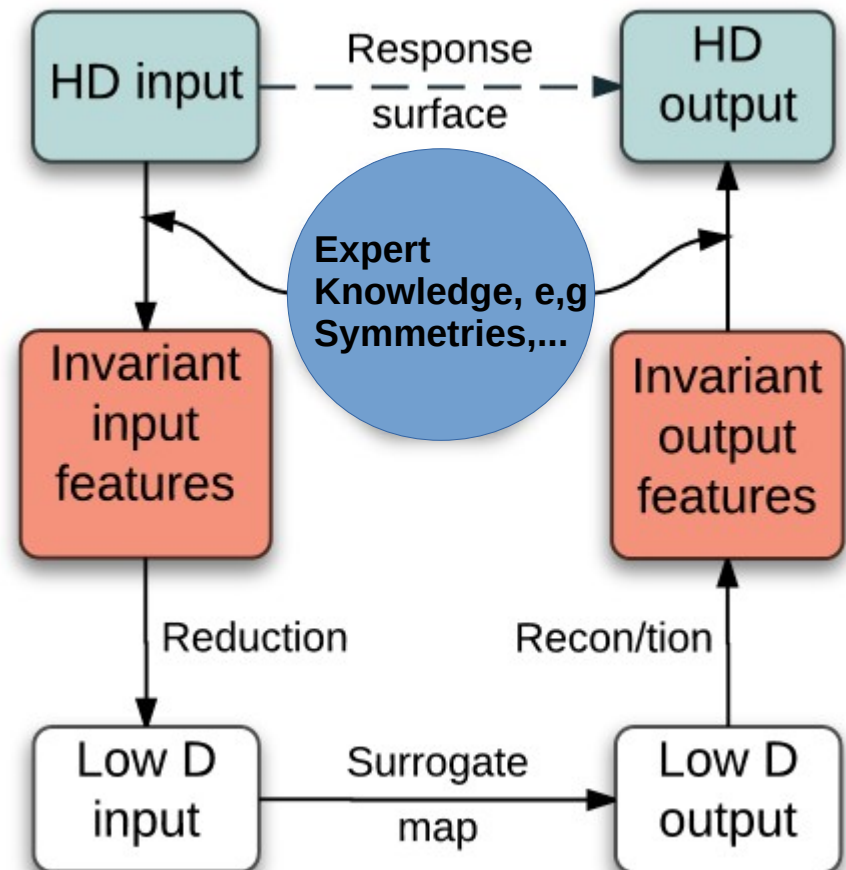 HD input
Response
surface
HD
output
Expert
Knowledge, e,g
Symmetries,...
Invariant
input
features
Invariant
output
features
Reduction
Recon/tion
Low D
input
Surrogate
map
Low D
output